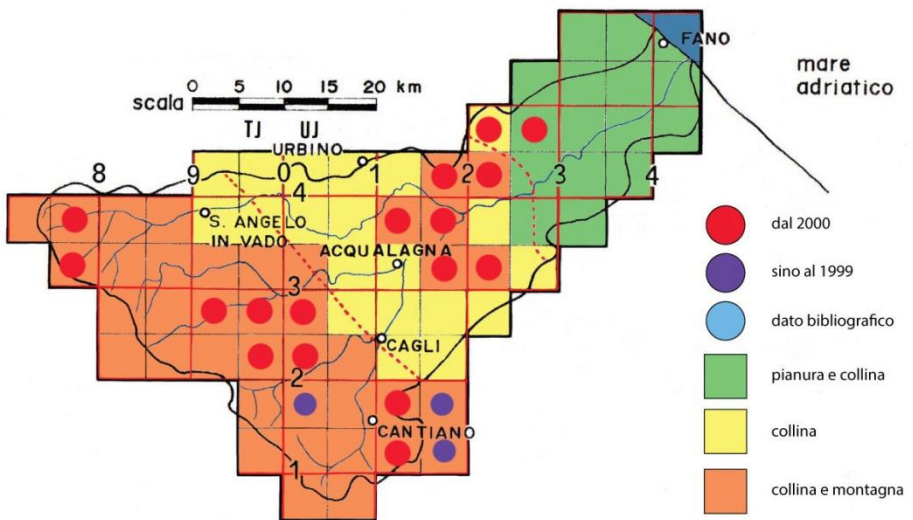 FANO
mare
adriatico
0 5 10 15 20 km
scala
TJ UJ
URBINO
8 9 0 1 2 3 4
4
S. ANGELO
IN VADO
ACQUALAGNA
3
CAGLI
2
CANTIANO
1
dal 2000
sino al 1999
dato bibliografico
pianura e collina
collina
collina e montagna